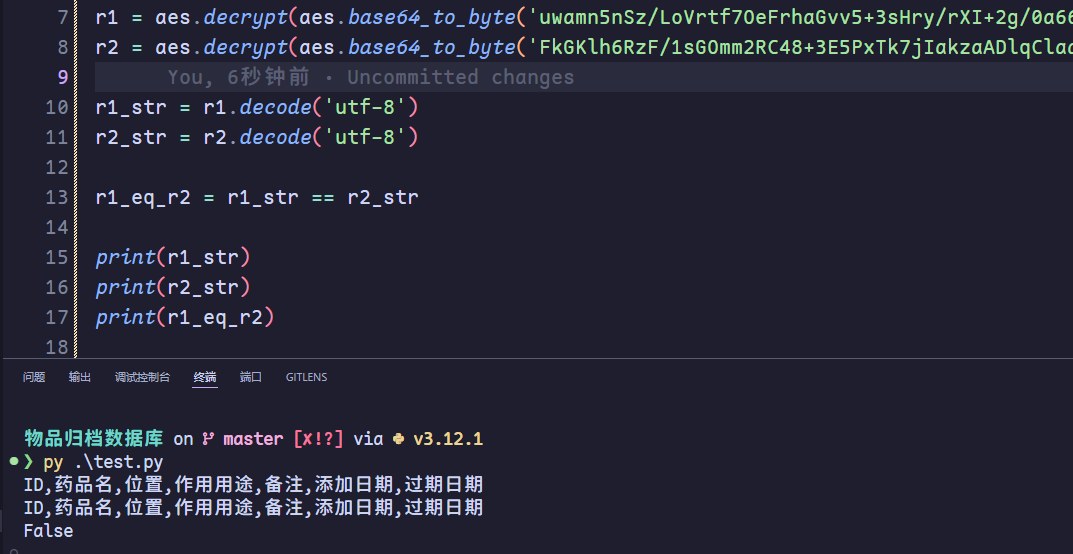 7 r1 = aes.decrypt(aes.base64_to_byte('uwamn5nSz/LoVrtf7OeFrhaGvv5+3sHry/rXI+2g/0a66
8 r2 = aes.decrypt(aes.base64_to_byte('FkGKlh6RzF/1sGOmm2RC48+3E5PxTk7jIakzaADlqClad
9 You, 6秒钟前 · Uncommitted changes
10 r1_str = r1.decode('utf-8')
11 r2_str = r2.decode('utf-8')
12
13 r1_eq_r2 = r1_str == r2_str
14
15 print(r1_str)
16 print(r2_str)
17 print(r1_eq_r2)
18
问题 输出 调试控制台 终端 端口 GITLENS
物品归档数据库 on master [✘!?] via v3.12.1
❯ py .\test.py
ID,药品名,位置,作用用途,备注,添加日期,过期日期
ID,药品名,位置,作用用途,备注,添加日期,过期日期
False